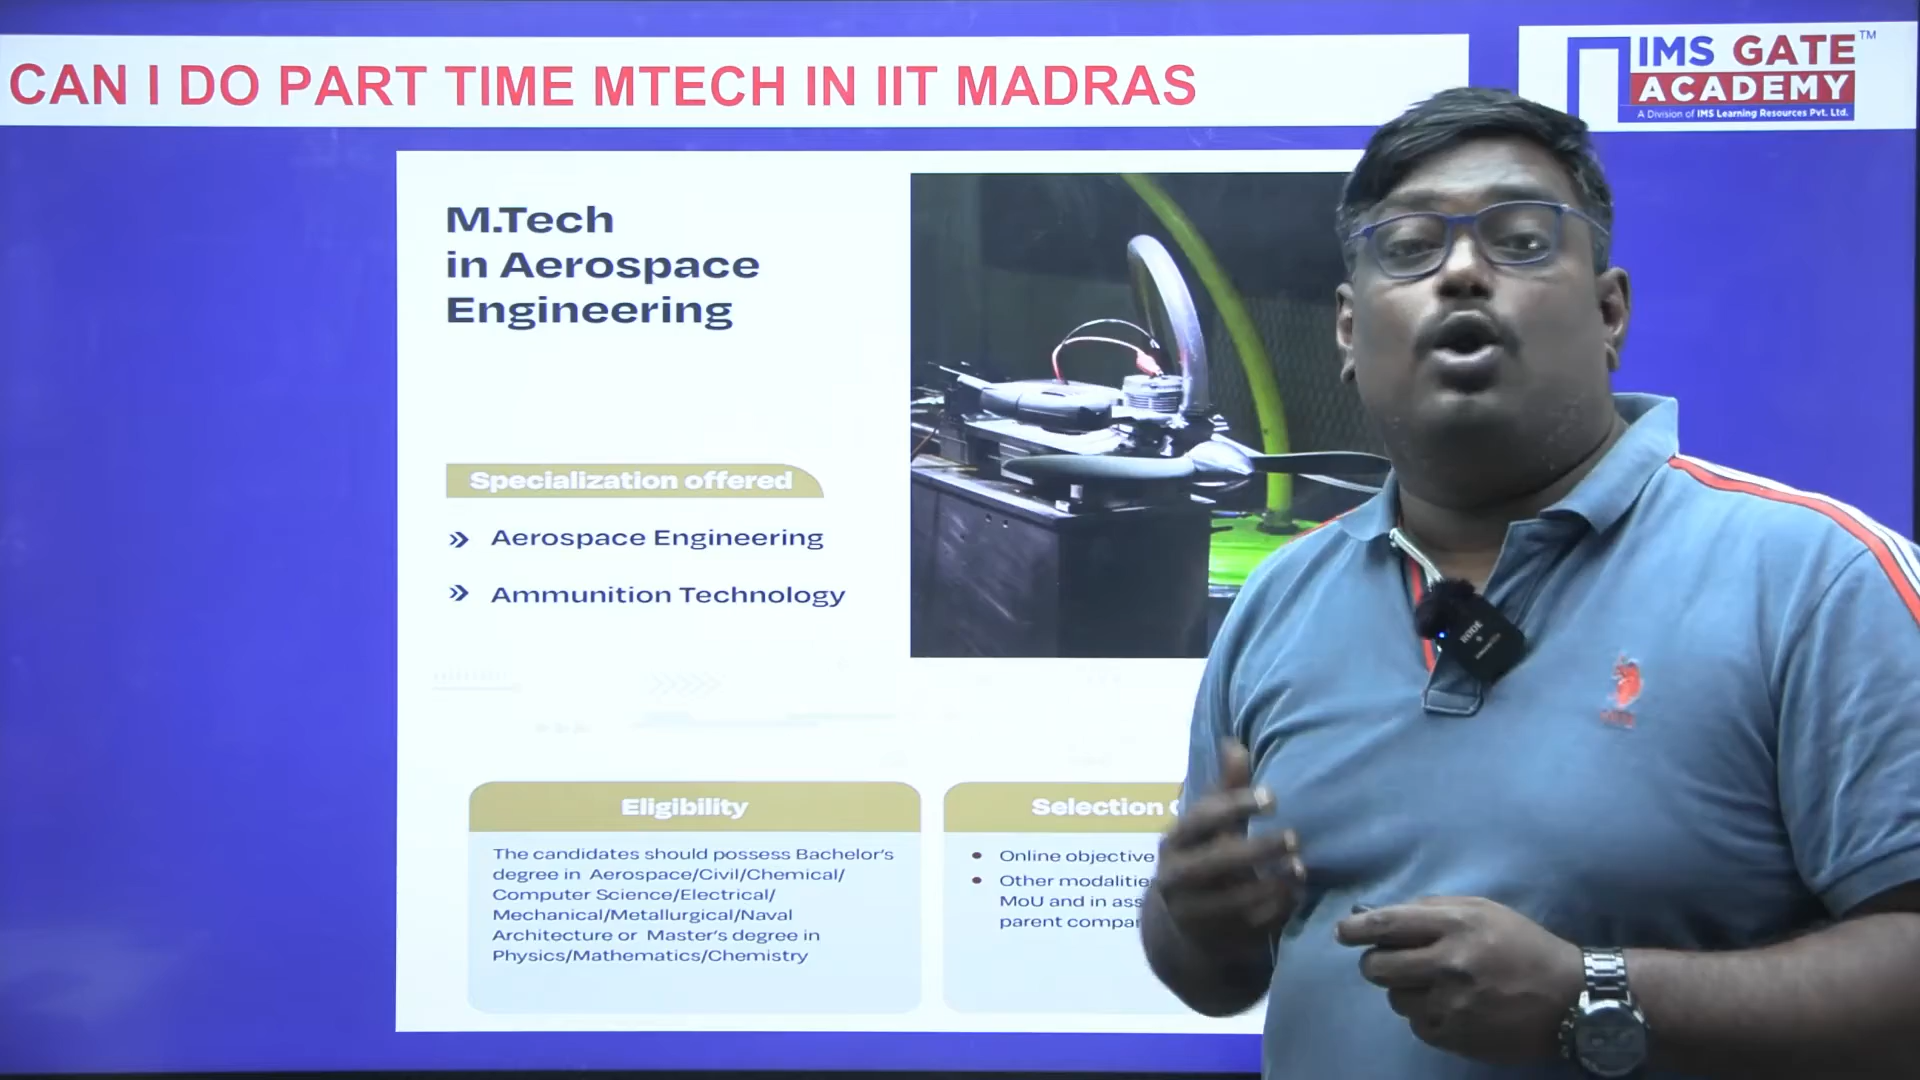 CAN I DO PART TIME MTECH IN IIT MADRAS
IMS GATE
ACADEMY
TM
A Division of IMS Learning Resources Pvt. Ltd.
M.Tech
in Aerospace
Engineering
Specialization offered
Aerospace Engineering
Ammunition Technology
Eligibility
The candidates should possess Bachelor's
degree in Aerospace/Civil/Chemical/
Computer Science/Electrical/
Mechanical/Metallurgical/Naval
Architecture or Master's degree in
Physics/Mathematics/Chemistry
Selection
Online objective
Other
MoU and in
parent
RODE